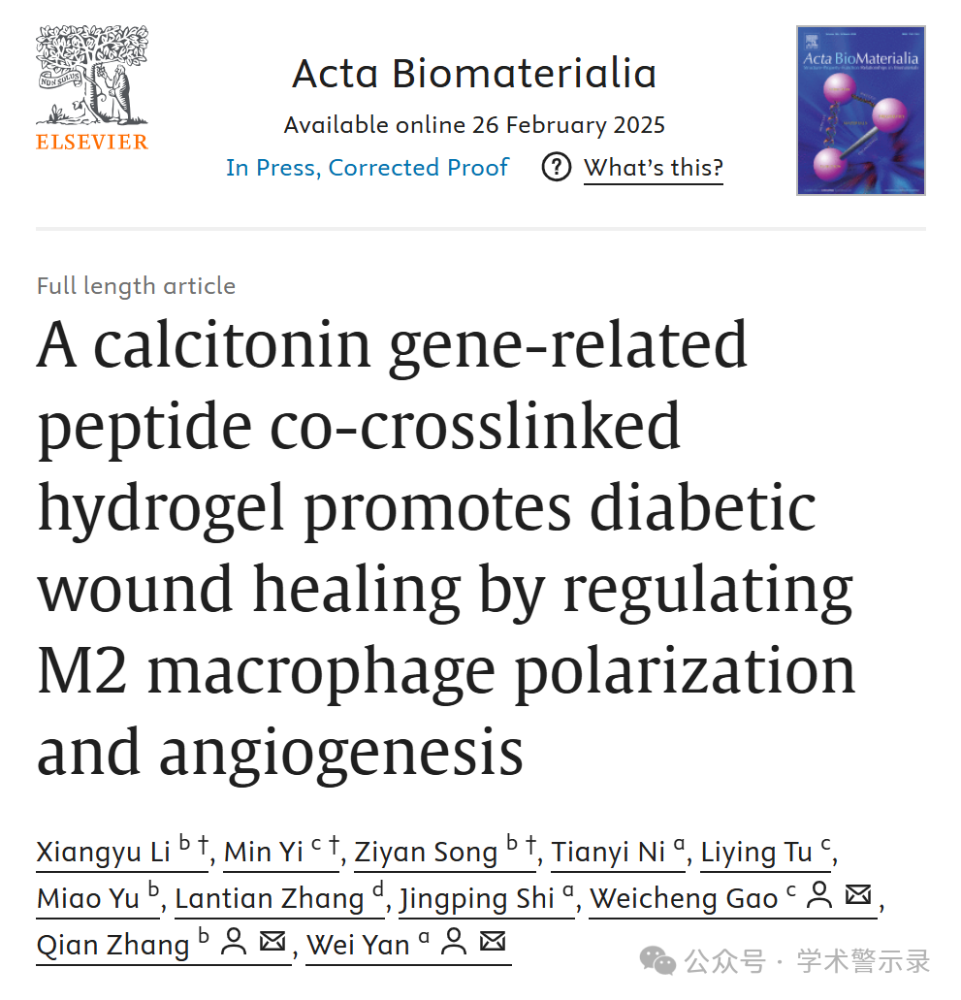 NON SOLUS
ELSEVIER
Acta Biomaterialia
Available online 26 February 2025
In Press, Corrected Proof ? What's this?
Acta BioMaterialia
Full length article
A calcitonin gene-related
peptide co-crosslinked
hydrogel promotes diabetic
wound healing by regulating
M2 macrophage polarization
and angiogenesis
Xiangyu Li b †, Min Yi c †, Ziyan Song b †, Tianyi Ni a, Liying Tu c,
Miao Yu b, Lantian Zhang d, Jingping Shi a, Weicheng Gao c,
Qian Zhang b, Wei Yan a
公众号 · 学术警示录